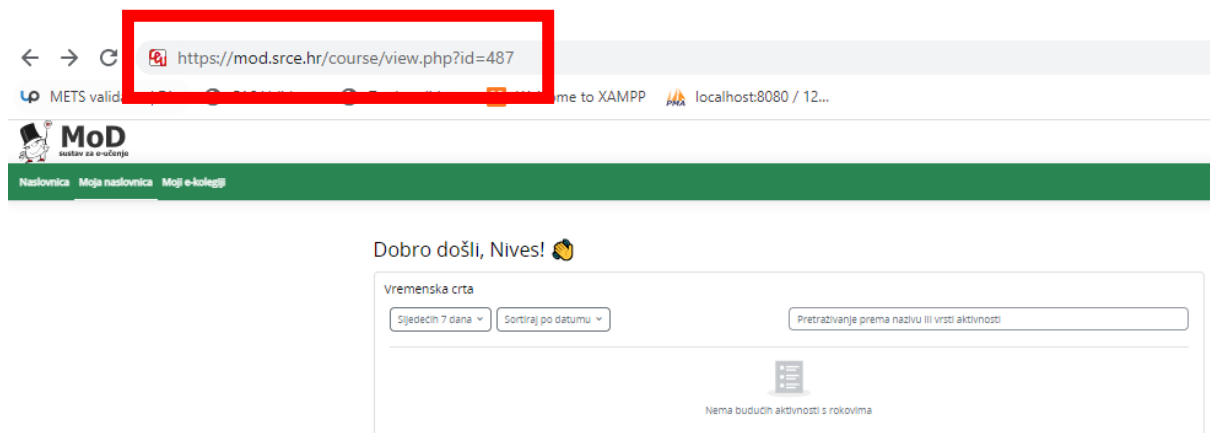 https://mod.srce.hr/course/view.php?id=487
METS valida
me to XAMPP
localhost:8080 / 12...
MoD
sustav za e-učenje
Naslovnica Moja naslovnica Moji e-kolegiji
Dobro došli, Nives!
Vremenska crta
Sljedećih 7 dana
Sortiraj po datumu
Pretraživanje prema nazivu ili vrsti aktivnosti
Nema budućih aktivnosti s rokovima